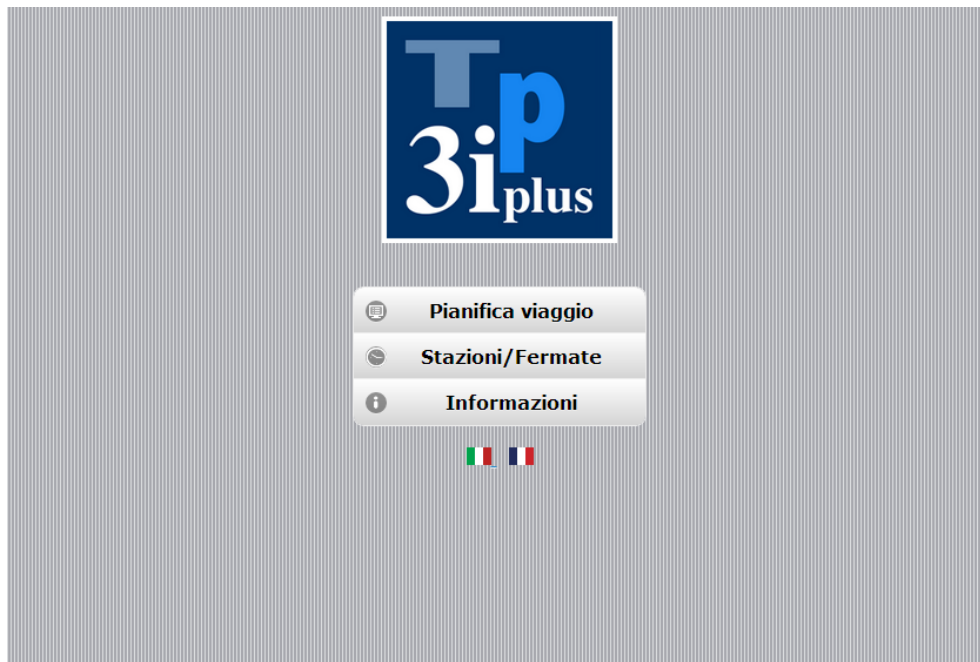 Tp
3i plus
Pianifica viaggio
Stazioni/Fermate
Informazioni